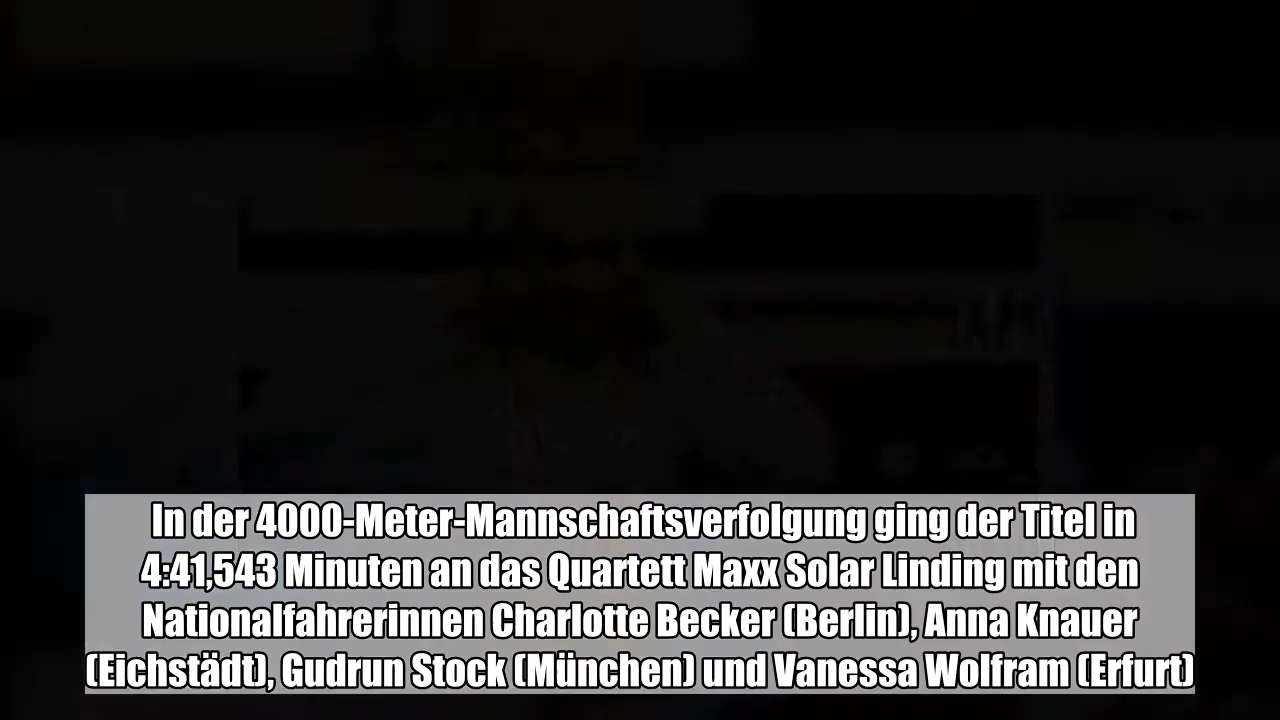 In der 4000-Meter-Mannschaftsverfolgung ging der Titel in
4:41,543 Minuten an das Quartett Maxx Solar Linding mit den
Nationalfahrerinnen Charlotte Becker (Berlin), Anna Knauer
(Eichstädt), Gudrun Stock (München) und Vanessa Wolfram (Erfurt)